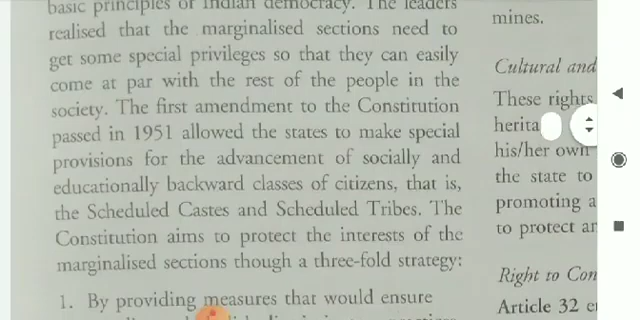 basic principles of Indian democracy. The leaders
realised that the marginalised sections need to
get some special privileges so that they can easily
come at par with the rest of the people in the
society. The first amendment to the Constitution
passed in 1951 allowed the states to make special
provisions for the advancement of socially and
educationally backward classes of citizens, that is,
the Scheduled Castes and Scheduled Tribes. The
Constitution aims to protect the interests of the
marginalised sections though a three-fold strategy:
1. By providing measures that would ensure
mines.
Cultural and
These rights
herita
his/her own
the state to
promoting a
to protect an
Right to Con
Article 32 e